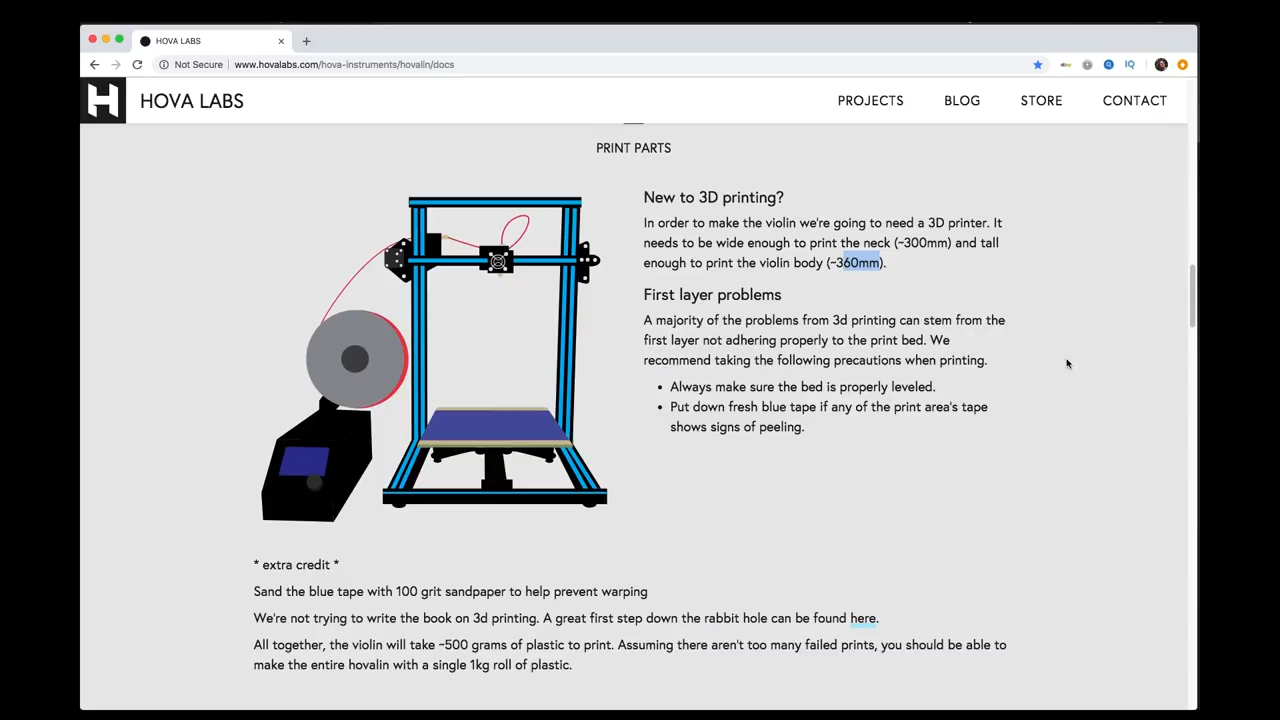 HOVA LABS
Not Secure www.hovalabs.com/hova-instruments/hovalin/docs
HOVA LABS
PROJECTS BLOG STORE CONTACT
PRINT PARTS
New to 3D printing?
In order to make the violin we're going to need a 3D printer. It
needs to be wide enough to print the neck (~300mm) and tall
enough to print the violin body (~360mm).
First layer problems
A majority of the problems from 3d printing can stem from the
first layer not adhering properly to the print bed. We
recommend taking the following precautions when printing.
• Always make sure the bed is properly leveled.
• Put down fresh blue tape if any of the print area's tape
shows signs of peeling.
* extra credit *
Sand the blue tape with 100 grit sandpaper to help prevent warping
We're not trying to write the book on 3d printing. A great first step down the rabbit hole can be found here.
All together, the violin will take ~500 grams of plastic to print. Assuming there aren't too many failed prints, you should be able to
make the entire hovalin with a single 1kg roll of plastic.